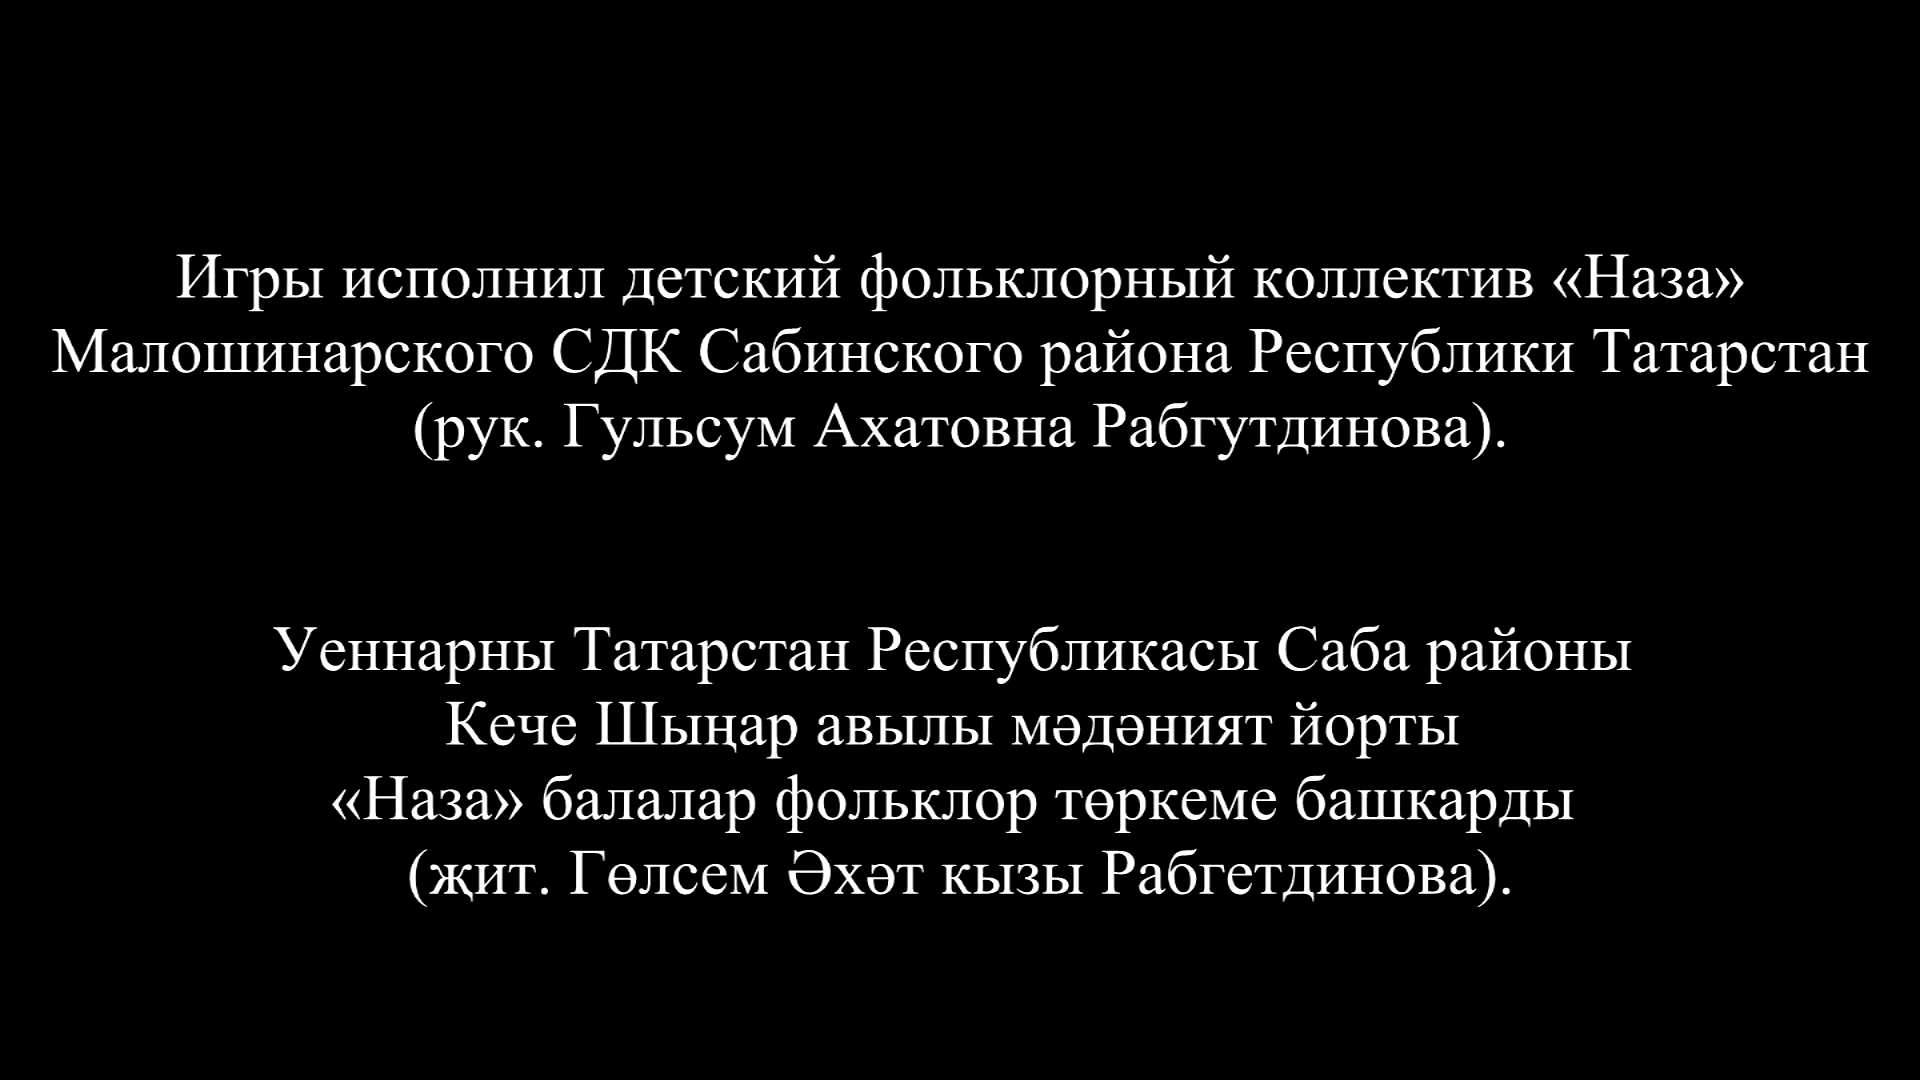 Игры исполнил детский фольклорный коллектив «Наза»
Малошинарского СДК Сабинского района Республики Татарстан
(рук. Гульсум Ахатовна Рабгутдинова).
Уеннарны Татарстан Республикасы Саба районы
Кече Шыңар авылы мәдәният йорты
«Наза» балалар фольклор төркеме башкарды
(җит. Гөлсем Әхәт кызы Рабгетдинова).